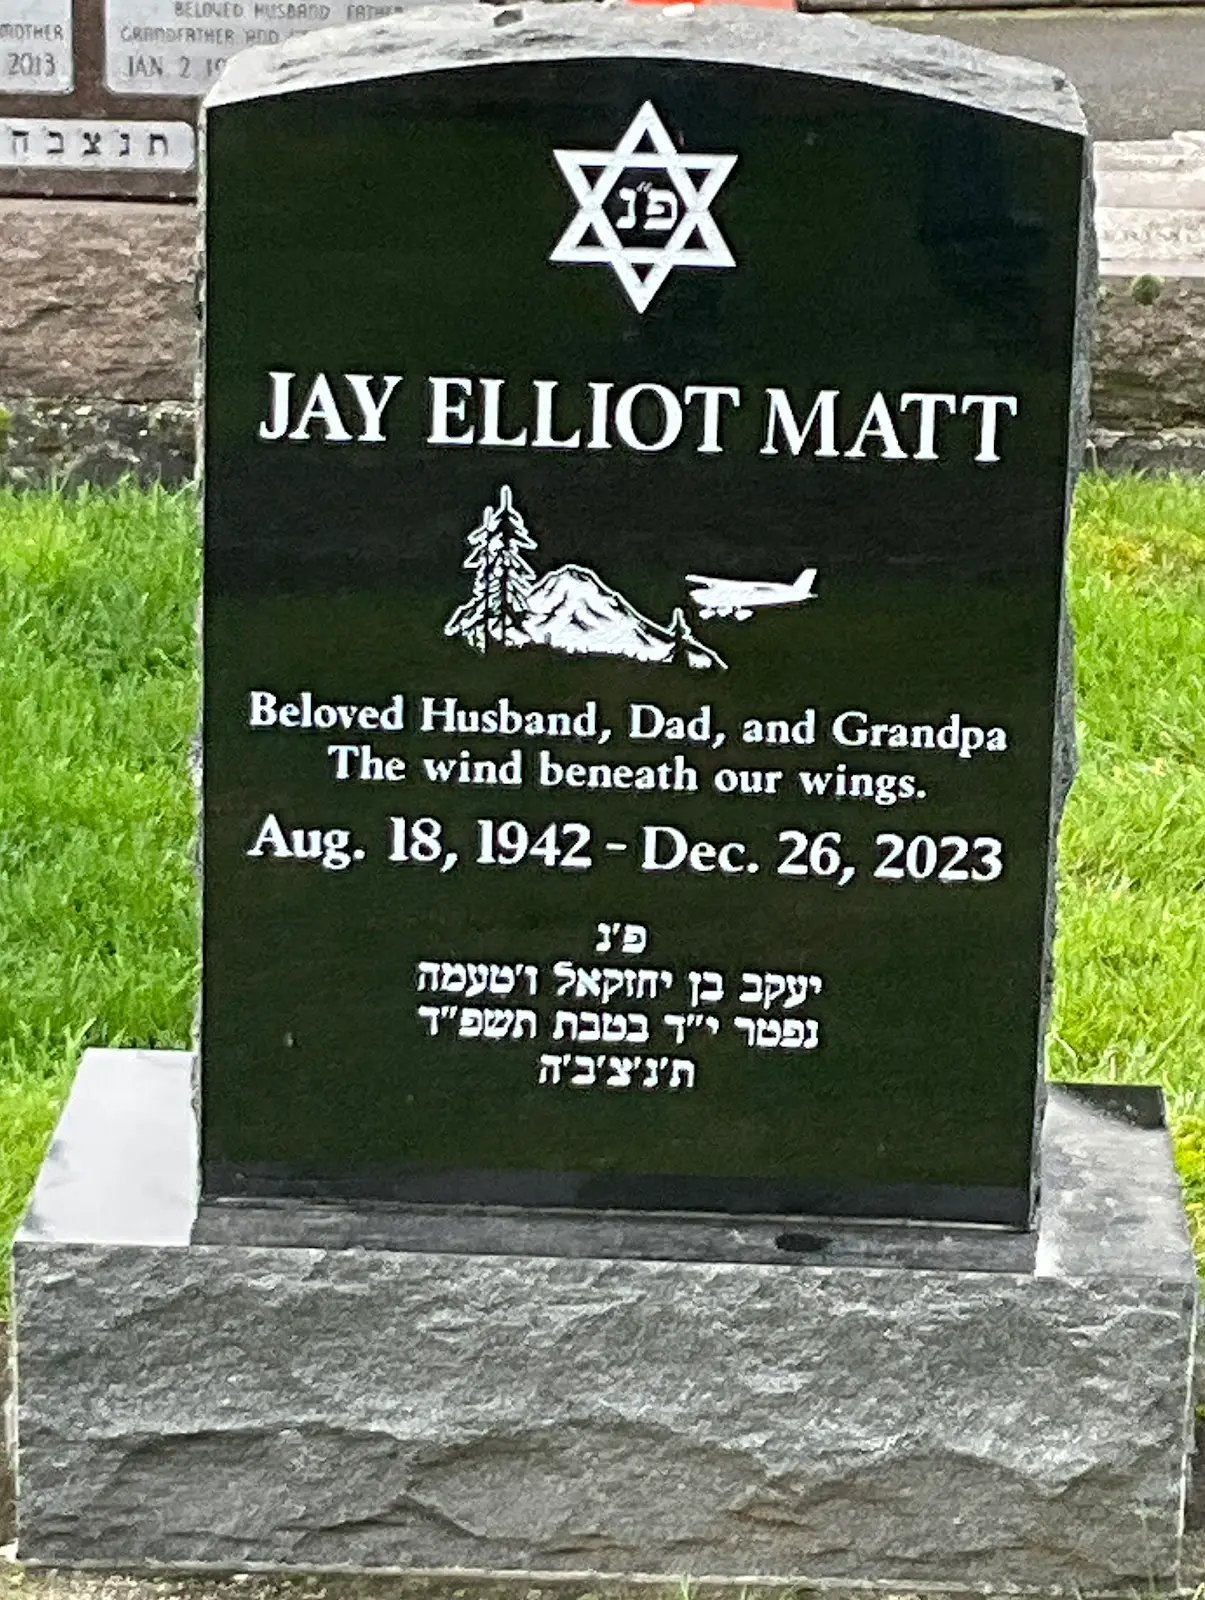 BELOVED HUSBAND FATHER
MOTHER
GRANDFATHER AND
2013
JAN 2
ת נ צ ב ה
פ"נ
JAY ELLIOT MATT
Beloved Husband, Dad, and Grandpa
The wind beneath our wings.
Aug. 18, 1942 - Dec. 26, 2023
פ'נ
יעקב בן יחזקאל ז'טעמה
נפטר י"ד בטבת תשפ"ד
ת'נ'צ'ב'ה